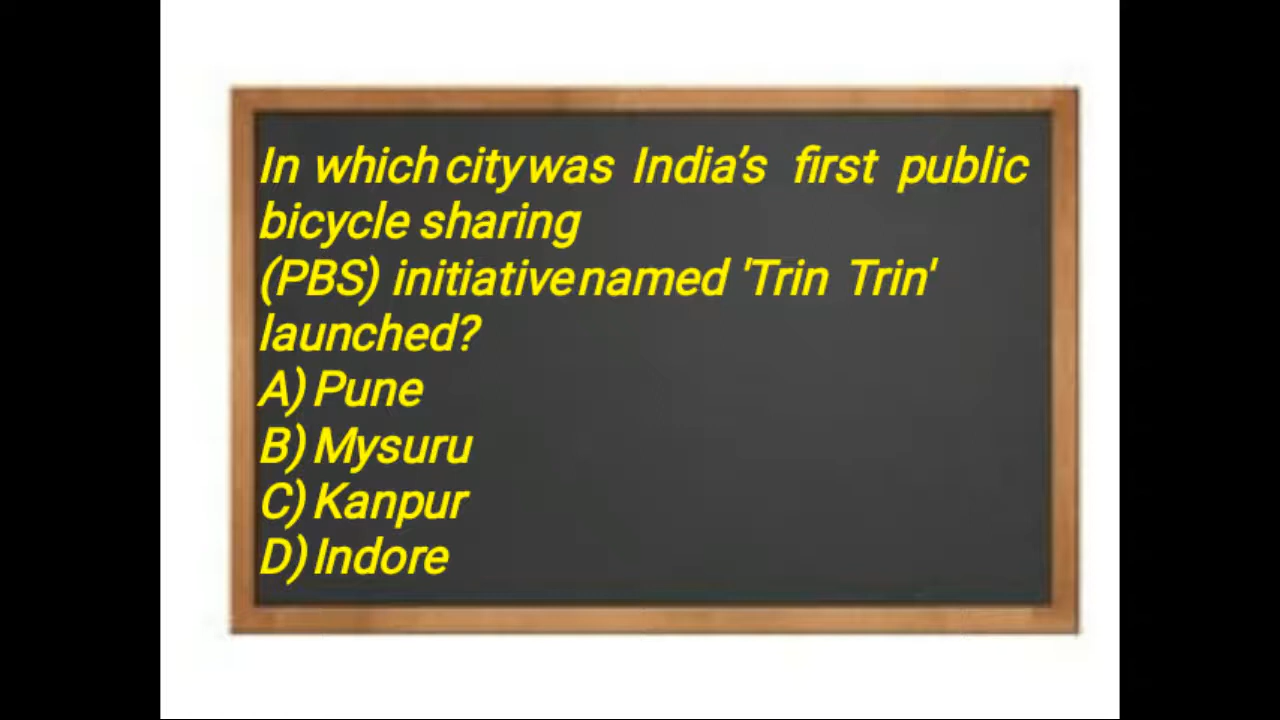 In which city was India’s first public
bicycle sharing
(PBS) initiative named 'Trin Trin'
launched?
A) Pune
B) Mysuru
C) Kanpur
D) Indore